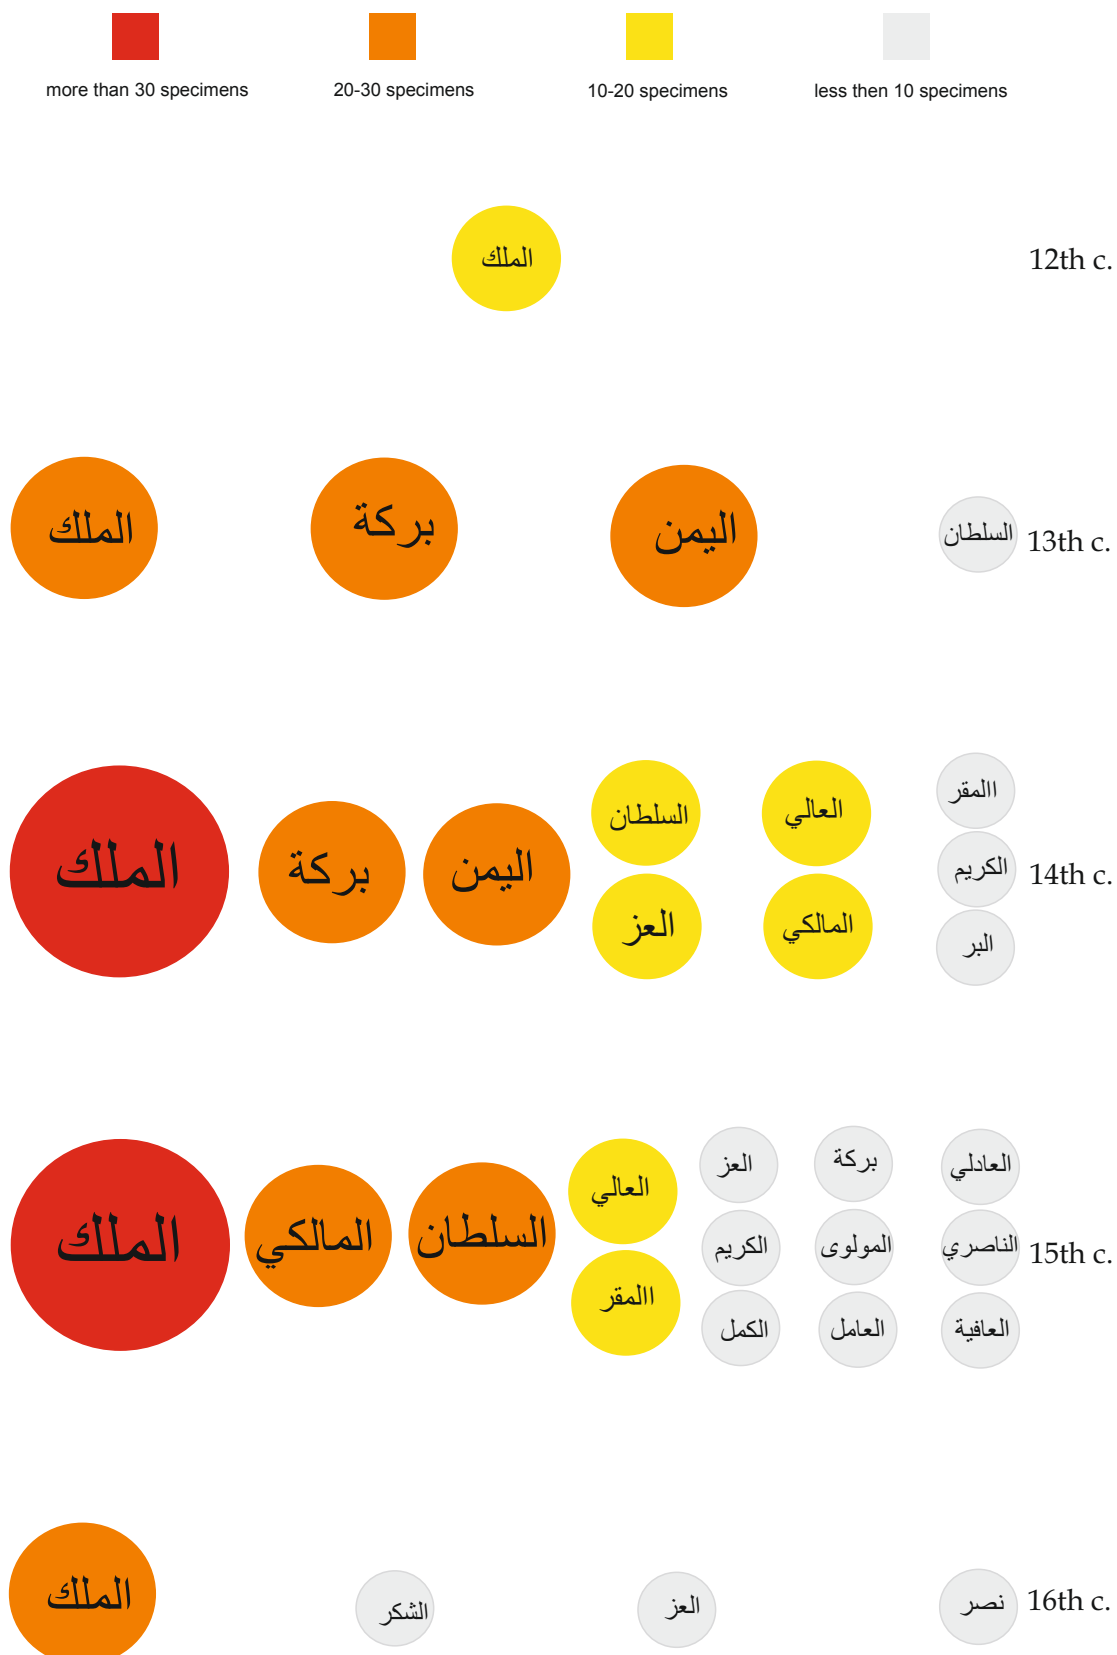 more than 30 specimens
20-30 specimens
10-20 specimens
less then 10 specimens
الملك
12th c.
الملك
بركة
اليمن
السلطان
13th c.
الملك
بركة
اليمن
السلطان
العالي
العز
المالكي
االمقر
الكريم
البر
14th c.
الملك
المالكي
السلطان
العالي
االمقر
العز
بركة
العادلي
الكريم
المولوى
الناصري
الكمل
العامل
العافية
15th c.
الملك
الشكر
العز
نصر
16th c.